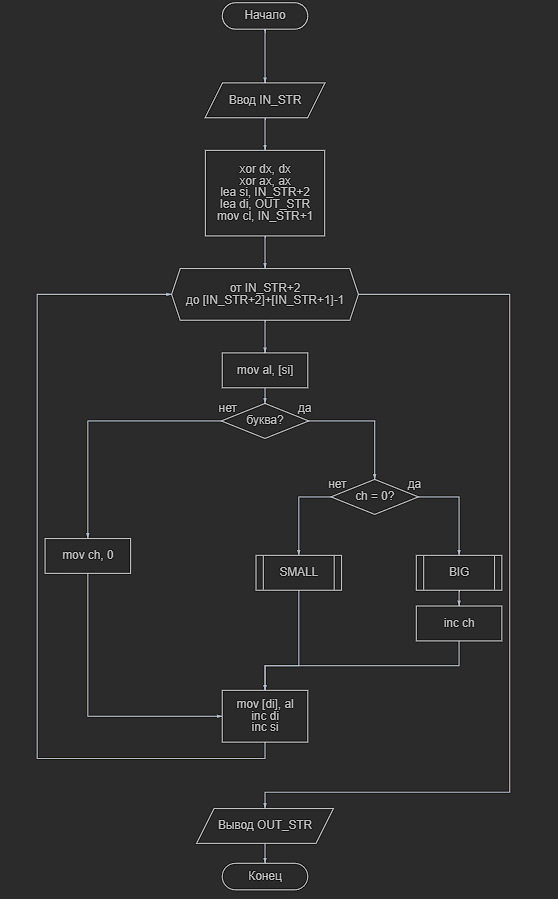 Начало
Ввод IN_STR
xor dx, dx
xor ax, ax
lea si, IN_STR+2
lea di, OUT_STR
mov cl, IN_STR+1
от IN_STR+2
до [IN_STR+2]+[IN_STR+1]-1
mov al, [si]
нет
да
буква?
нет
да
ch = 0?
mov ch, 0
SMALL
BIG
inc ch
mov [di], al
inc di
inc si
Вывод OUT_STR
Конец